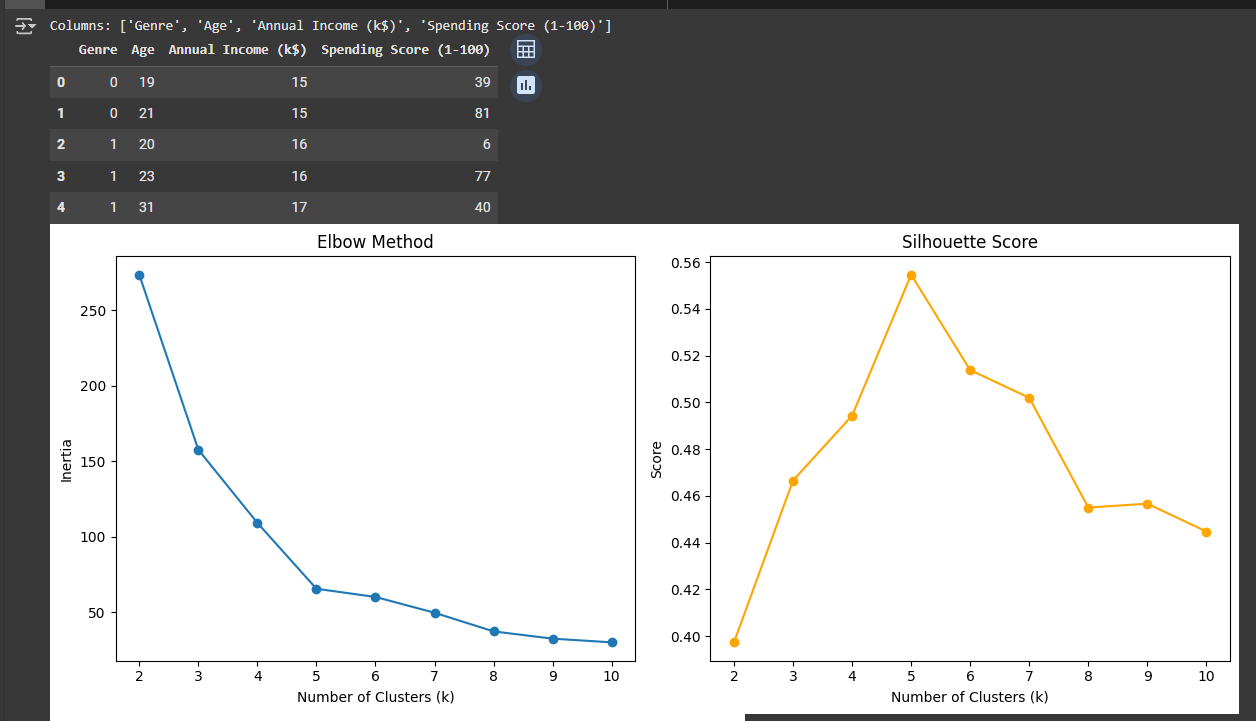 Columns: ['Genre', 'Age', 'Annual Income (k$)', 'Spending Score (1-100)']
Genre Age Annual Income (k$) Spending Score (1-100)
0 0 19 15 39
1 0 21 15 81
2 1 20 16 6
3 1 23 16 77
4 1 31 17 40
Elbow Method
250
200
150
100
50
Inertia
2 3 4 5 6 7 8 9 10
Number of Clusters (k)
Silhouette Score
0.56
0.54
0.52
0.50
0.48
0.46
0.44
0.42
0.40
Score
2 3 4 5 6 7 8 9 10
Number of Clusters (k)